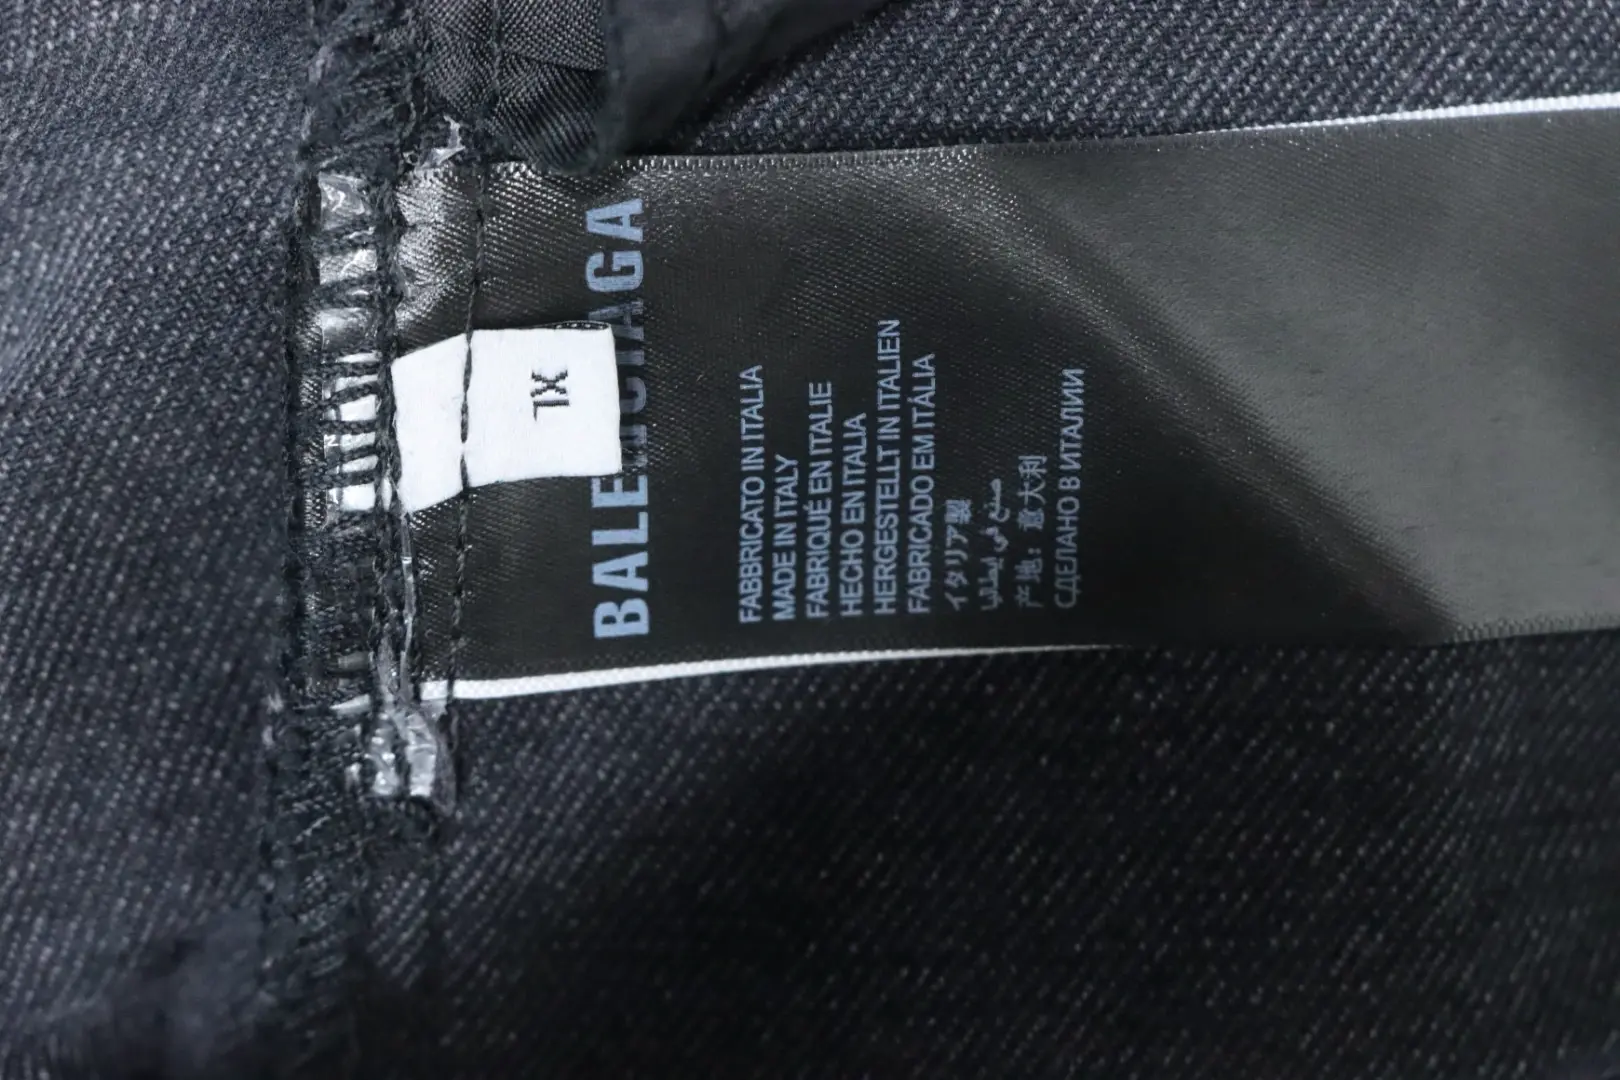 XL
BALENCIAGA
FABBRICATO IN ITALIA
MADE IN ITALY
FABRIQUÉ EN ITALIE
HECHO EN ITALIA
HERGESTELLT IN ITALIEN
FABRICADO EM ITÁLIA
イタリア製
صنع في إيطاليا
产地：意大利
СДЕЛАНО В ИТАЛИИ